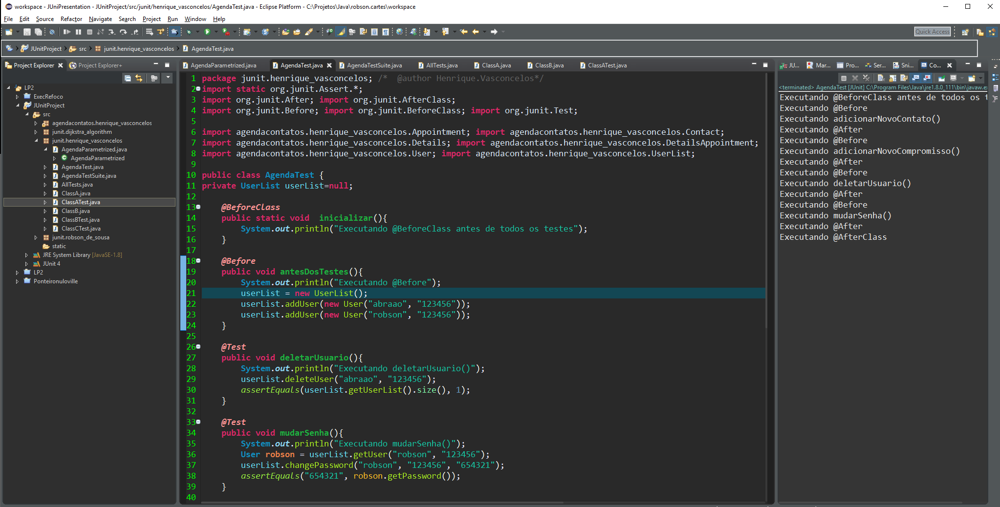 workspace - JUniPresentation - JUnitProject/src/junit/henrique_vasconcelos/AgendaTest.java - Eclipse Platform - C:\Projetos\Java\robson.cartes\workspace
File Edit Source Refactor Navigate Search Project Run Window Help
Quick Access
JUnitProject src junit.henrique_vasconcelos AgendaTest.java
Project Explorer Project Explorer+
LP2
ExecRefoco
JUnitProject
src
agendacontatos.henrique_vasconcelos
junit.dijkstra_algorithm
junit.henrique_vasconcelos
AgendaParametrized.java
AgendaParametrized
AgendaTest.java
AgendaTestSuite.java
AllTests.java
ClassA.java
ClassATest.java
ClassB.java
ClassBTest.java
ClassCTest.java
junit.robson_de_sousa
static
JRE System Library [JavaSE-1.8]
JUnit 4
LP2
Ponteironuloville
AgendaParametrized.java AgendaTest.java AgendaTestSuite.java AllTests.java ClassA.java ClassB.java ClassATest.java
1 package junit.henrique_vasconcelos; /*  @author Henrique.Vasconcelos*/
2 import static org.junit.Assert.*;
3 import org.junit.After; import org.junit.AfterClass;
4 import org.junit.Before; import org.junit.BeforeClass; import org.junit.Test;
5
6 import agendacontatos.henrique_vasconcelos.Appointment; import agendacontatos.henrique_vasconcelos.Contact;
7 import agendacontatos.henrique_vasconcelos.Details; import agendacontatos.henrique_vasconcelos.DetailsAppointment;
8 import agendacontatos.henrique_vasconcelos.User; import agendacontatos.henrique_vasconcelos.UserList;
9
10 public class AgendaTest {
11 private UserList userList=null;
12
13 @BeforeClass
14 public static void  inicializar(){
15 System.out.println("Executando @BeforeClass antes de todos os testes");
16 }
17
18 @Before
19 public void antesDosTestes(){
20 System.out.println("Executando @Before");
21 userList = new UserList();
22 userList.addUser(new User("abraao", "123456"));
23 userList.addUser(new User("robson", "123456"));
24 }
25
26 @Test
27 public void deletarUsuario(){
28 System.out.println("Executando deletarUsuario()");
29 userList.deleteUser("abraao", "123456");
30 assertEquals(userList.getUserList().size(), 1);
31 }
32
33 @Test
34 public void mudarSenha(){
35 System.out.println("Executando mudarSenha()");
36 User robson = userList.getUser("robson", "123456");
37 userList.changePassword("robson", "123456", "654321");
38 assertEquals("654321", robson.getPassword());
39 }
40
JU... Mar... Pro... Ser... Sni... Co...
<terminated> AgendaTest [JUnit] C:\Program Files\Java\jre1.8.0_111\bin\javaw.ex
Executando @BeforeClass antes de todos os t
Executando @Before
Executando adicionarNovoContato()
Executando @After
Executando @Before
Executando adicionarNovoCompromisso()
Executando @After
Executando @Before
Executando deletarUsuario()
Executando @After
Executando @Before
Executando mudarSenha()
Executando @After
Executando @AfterClass